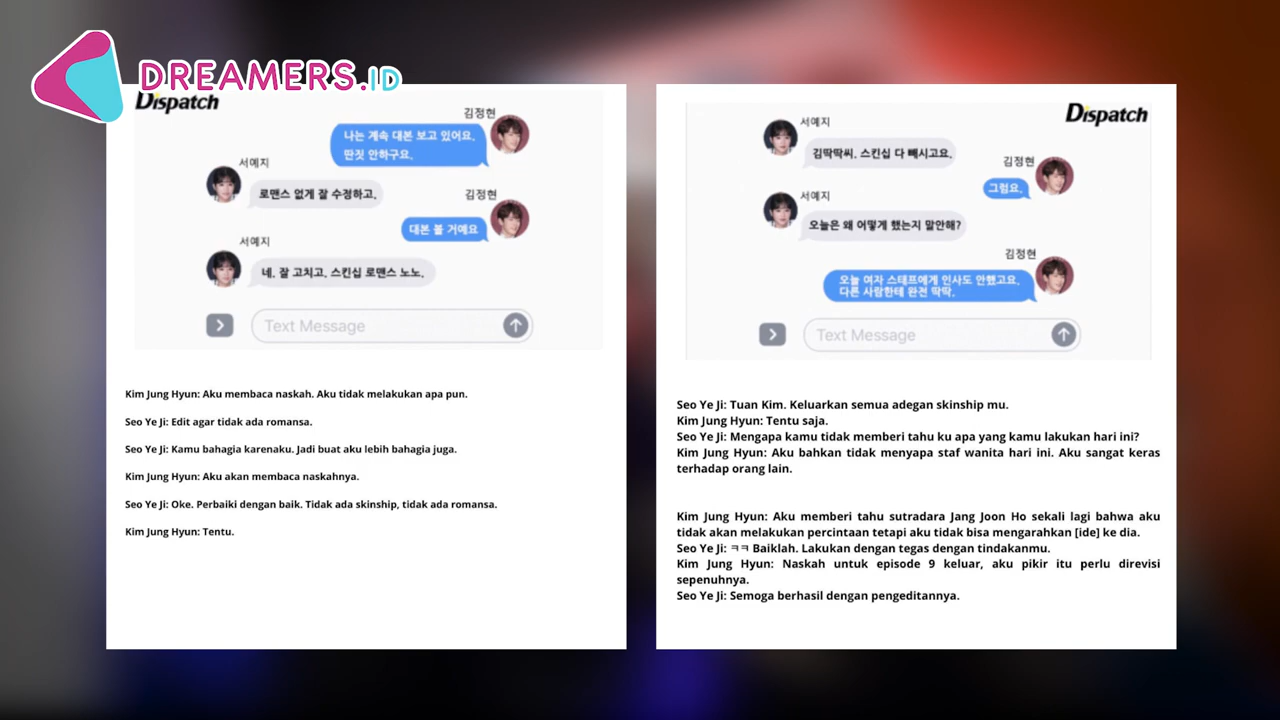 DREAMERS.ID
Dispatch
김정현
나는 계속 대본 보고 있어요.
딴짓 안하구요.
서예지
로맨스 없게 잘 수정하고.
김정현
대본 볼 거예요
서예지
네. 잘 고치고. 스킨십 로맨스 노노.
Text Message
Kim Jung Hyun: Aku membaca naskah. Aku tidak melakukan apa pun.
Seo Ye Ji: Edit agar tidak ada romansa.
Seo Ye Ji: Kamu bahagia karenaku. Jadi buat aku lebih bahagia juga.
Kim Jung Hyun: Aku akan membaca naskahnya.
Seo Ye Ji: Oke. Perbaiki dengan baik. Tidak ada skinship, tidak ada romansa.
Kim Jung Hyun: Tentu.
Dispatch
서예지
김딱딱씨. 스킨십 다 빼시고요.
김정현
그럼요.
서예지
오늘은 왜 어떻게 했는지 말안해?
김정현
오늘 여자 스태프에게 인사도 안했고요.
다른 사람한테 완전 딱딱.
Text Message
Seo Ye Ji: Tuan Kim. Keluarkan semua adegan skinship mu.
Kim Jung Hyun: Tentu saja.
Seo Ye Ji: Mengapa kamu tidak memberi tahu ku apa yang kamu lakukan hari ini?
Kim Jung Hyun: Aku bahkan tidak menyapa staf wanita hari ini. Aku sangat keras
terhadap orang lain.
Kim Jung Hyun: Aku memberi tahu sutradara Jang Joon Ho sekali lagi bahwa aku
tidak akan melakukan percintaan tetapi aku tidak bisa mengarahkan [ide] ke dia.
Seo Ye Ji: ㅋㅋ Baiklah. Lakukan dengan tegas dengan tindakanmu.
Kim Jung Hyun: Naskah untuk episode 9 keluar, aku pikir itu perlu direvisi
sepenuhnya.
Seo Ye Ji: Semoga berhasil dengan pengeditannya.